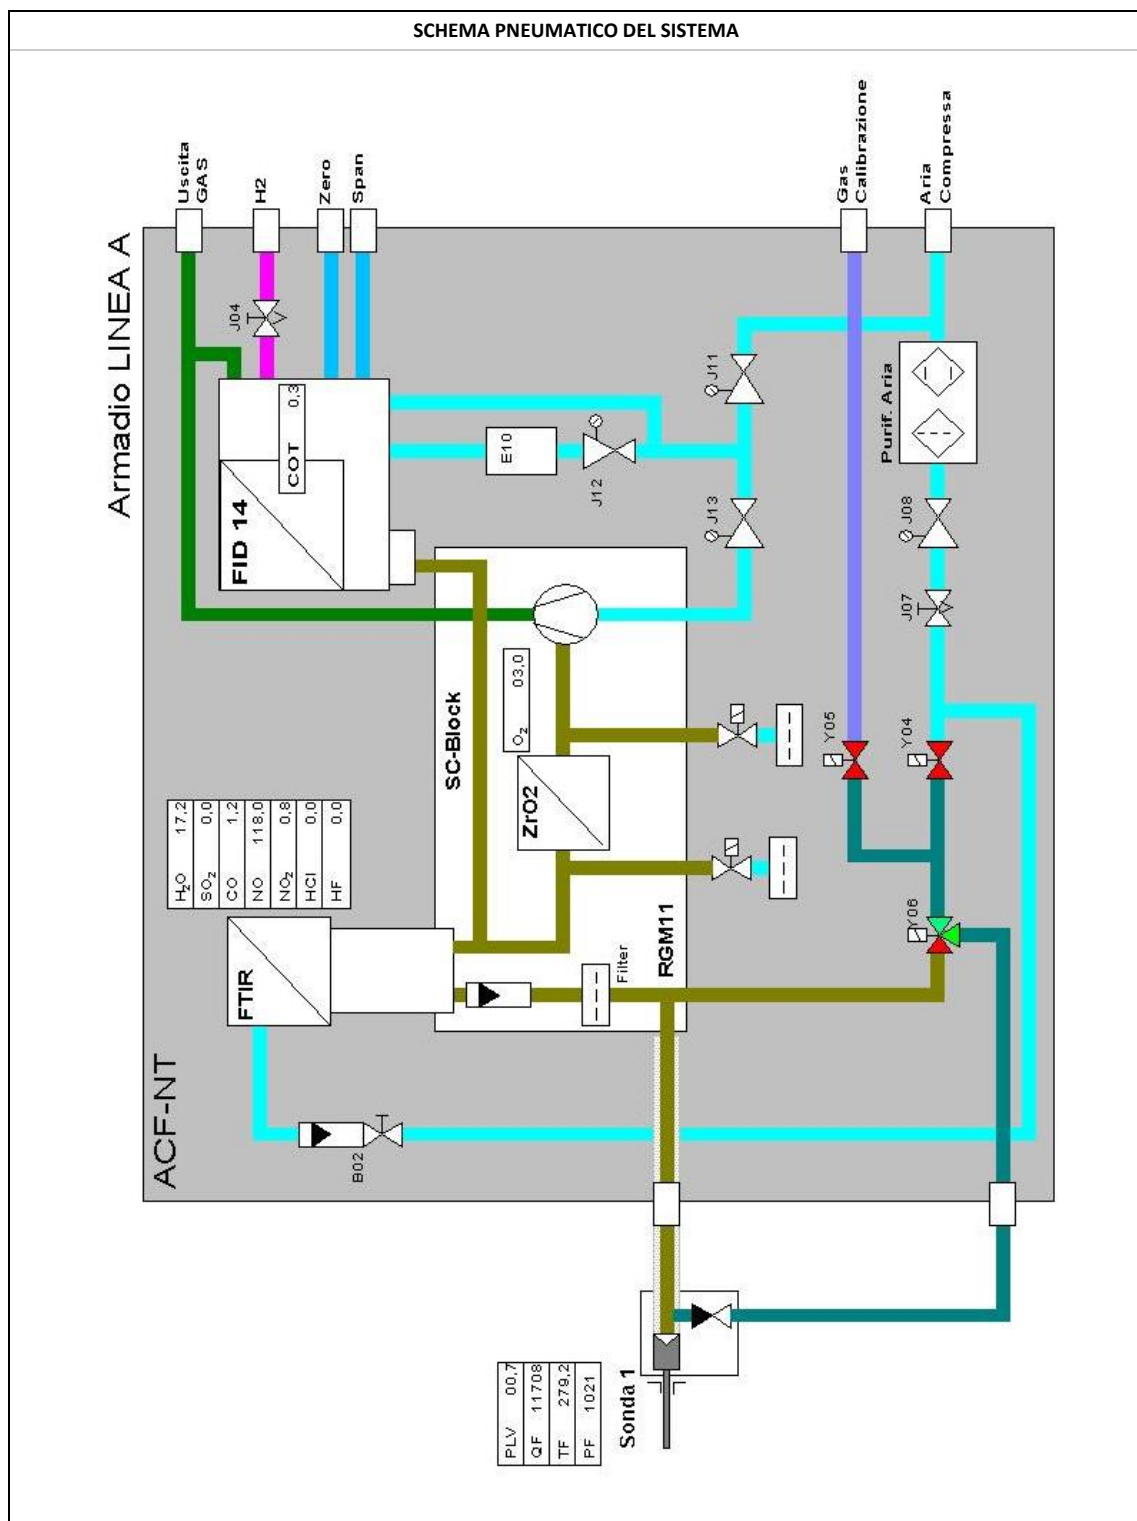 SCHEMA PNEUMATICO DEL SISTEMA
Armadio LINEA A
ACF-NT
Uscita
GAS
H2
Zero
Span
Gas
Calibrazione
Aria
Compressa
J04
FID 14
COT 0,3
E10
J12
J11
J13
Purif. Aria
J08
J07
Y05
Y04
Y06
SC-Block
O₂ 03,0
ZrO2
RGM11
Filter
H₂O 17,2
SO₂ 0,0
CO 1,2
NO 118,0
NO₂ 0,8
HCl 0,0
HF 0,0
FTIR
B02
PLV 00,7
QF 11708
TF 279,2
PF 1021
Sonda 1